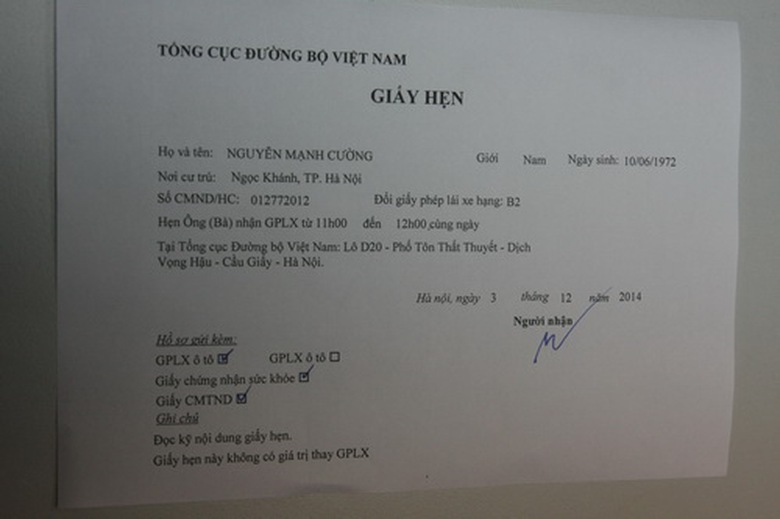 TỔNG CỤC ĐƯỜNG BỘ VIỆT NAM
GIẤY HẸN
Họ và tên: NGUYỄN MẠNH CƯỜNG Giới Nam Ngày sinh: 10/06/1972
Nơi cư trú: Ngọc Khánh, TP. Hà Nội
Số CMND/HC: 012772012 Đổi giấy phép lái xe hạng: B2
Hẹn Ông (Bà) nhận GPLX từ 11h00 đến 12h00 cùng ngày
Tại Tổng cục Đường bộ Việt Nam: Lô D20 - Phố Tôn Thất Thuyết - Dịch
Vọng Hậu - Cầu Giấy - Hà Nội.
Hà nội, ngày 3 tháng 12 năm 2014
Người nhận
Hồ sơ gửi kèm:
GPLX ô tô ☑ GPLX ô tô ☐
Giấy chứng nhận sức khỏe ☑
Giấy CMTND ☑
Ghi chú
Đọc kỹ nội dung giấy hẹn.
Giấy hẹn này không có giá trị thay GPLX